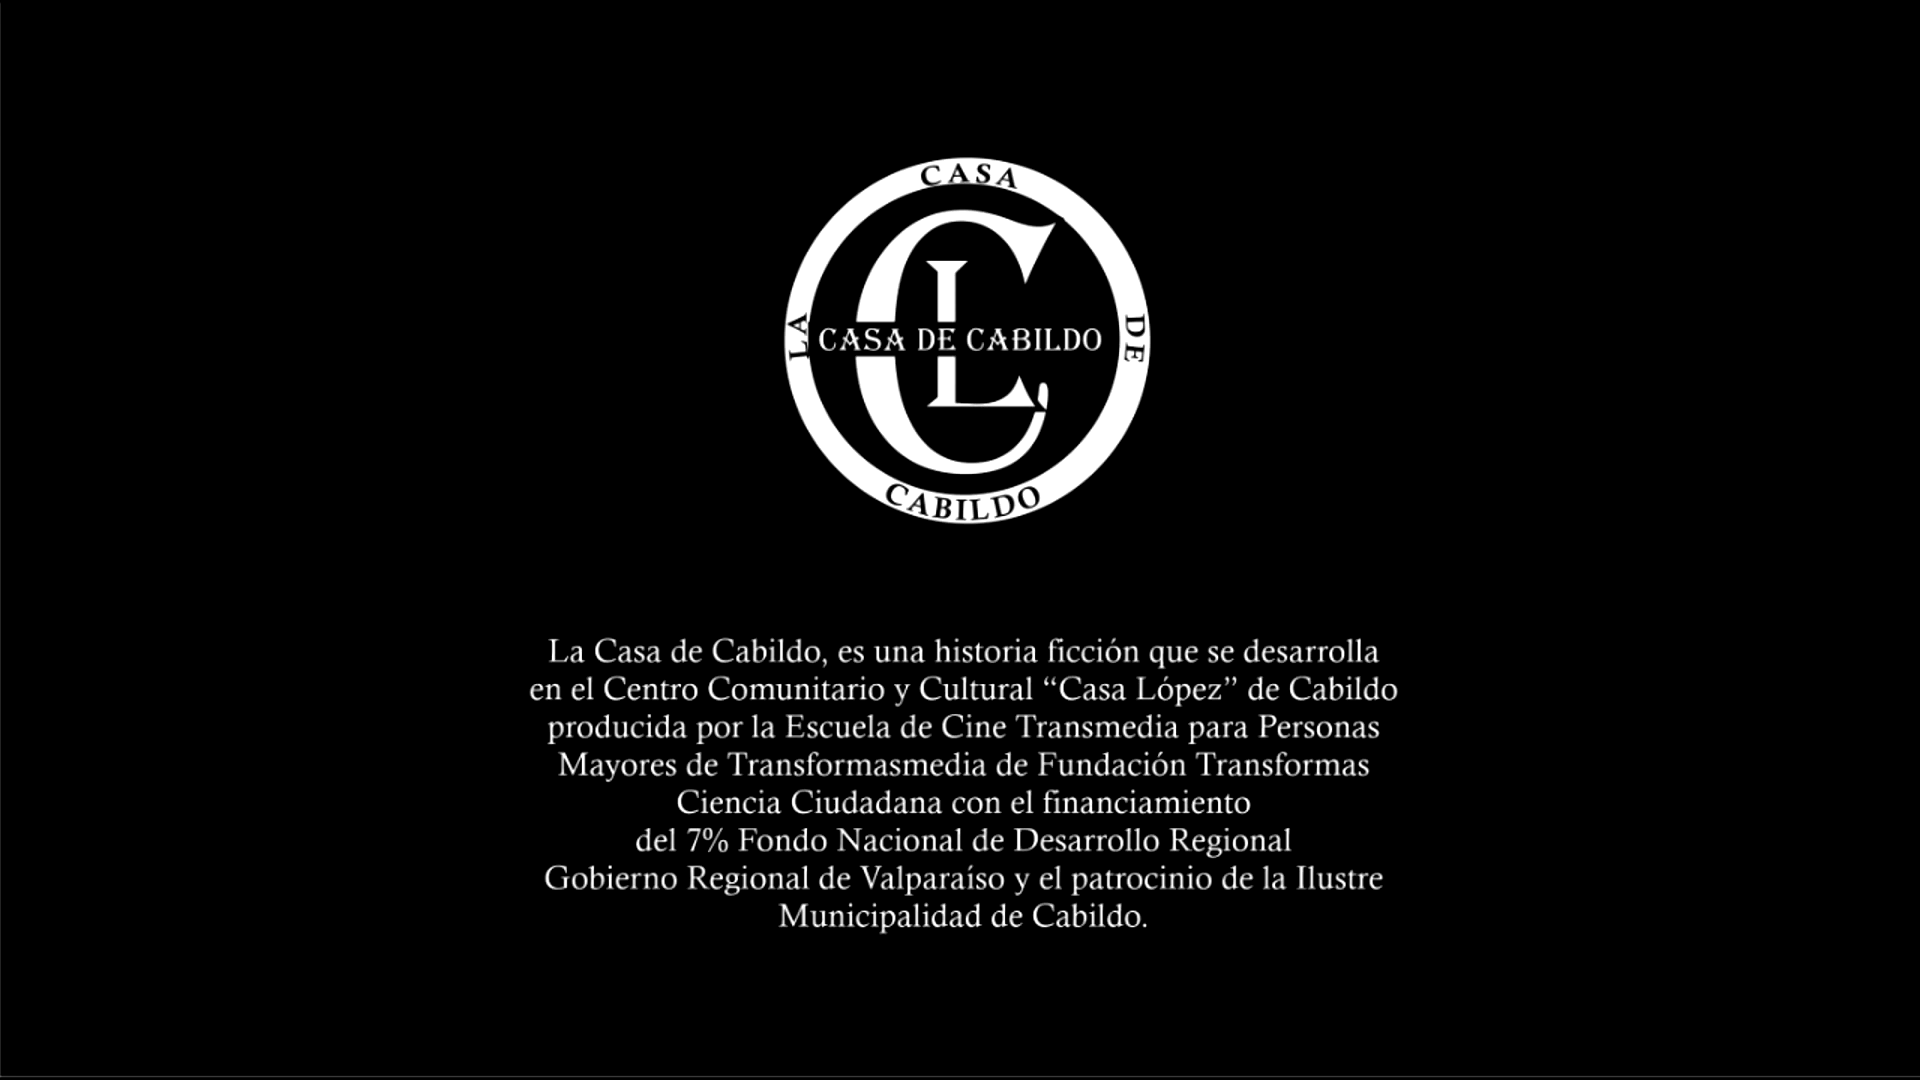 CASA
LA
CL
CASA DE CABILDO
DE
CABILDO
La Casa de Cabildo, es una historia ficción que se desarrolla
en el Centro Comunitario y Cultural “Casa López” de Cabildo
producida por la Escuela de Cine Transmedia para Personas
Mayores de Transformasmedia de Fundación Transformas
Ciencia Ciudadana con el financiamiento
del 7% Fondo Nacional de Desarrollo Regional
Gobierno Regional de Valparaíso y el patrocinio de la Ilustre
Municipalidad de Cabildo.